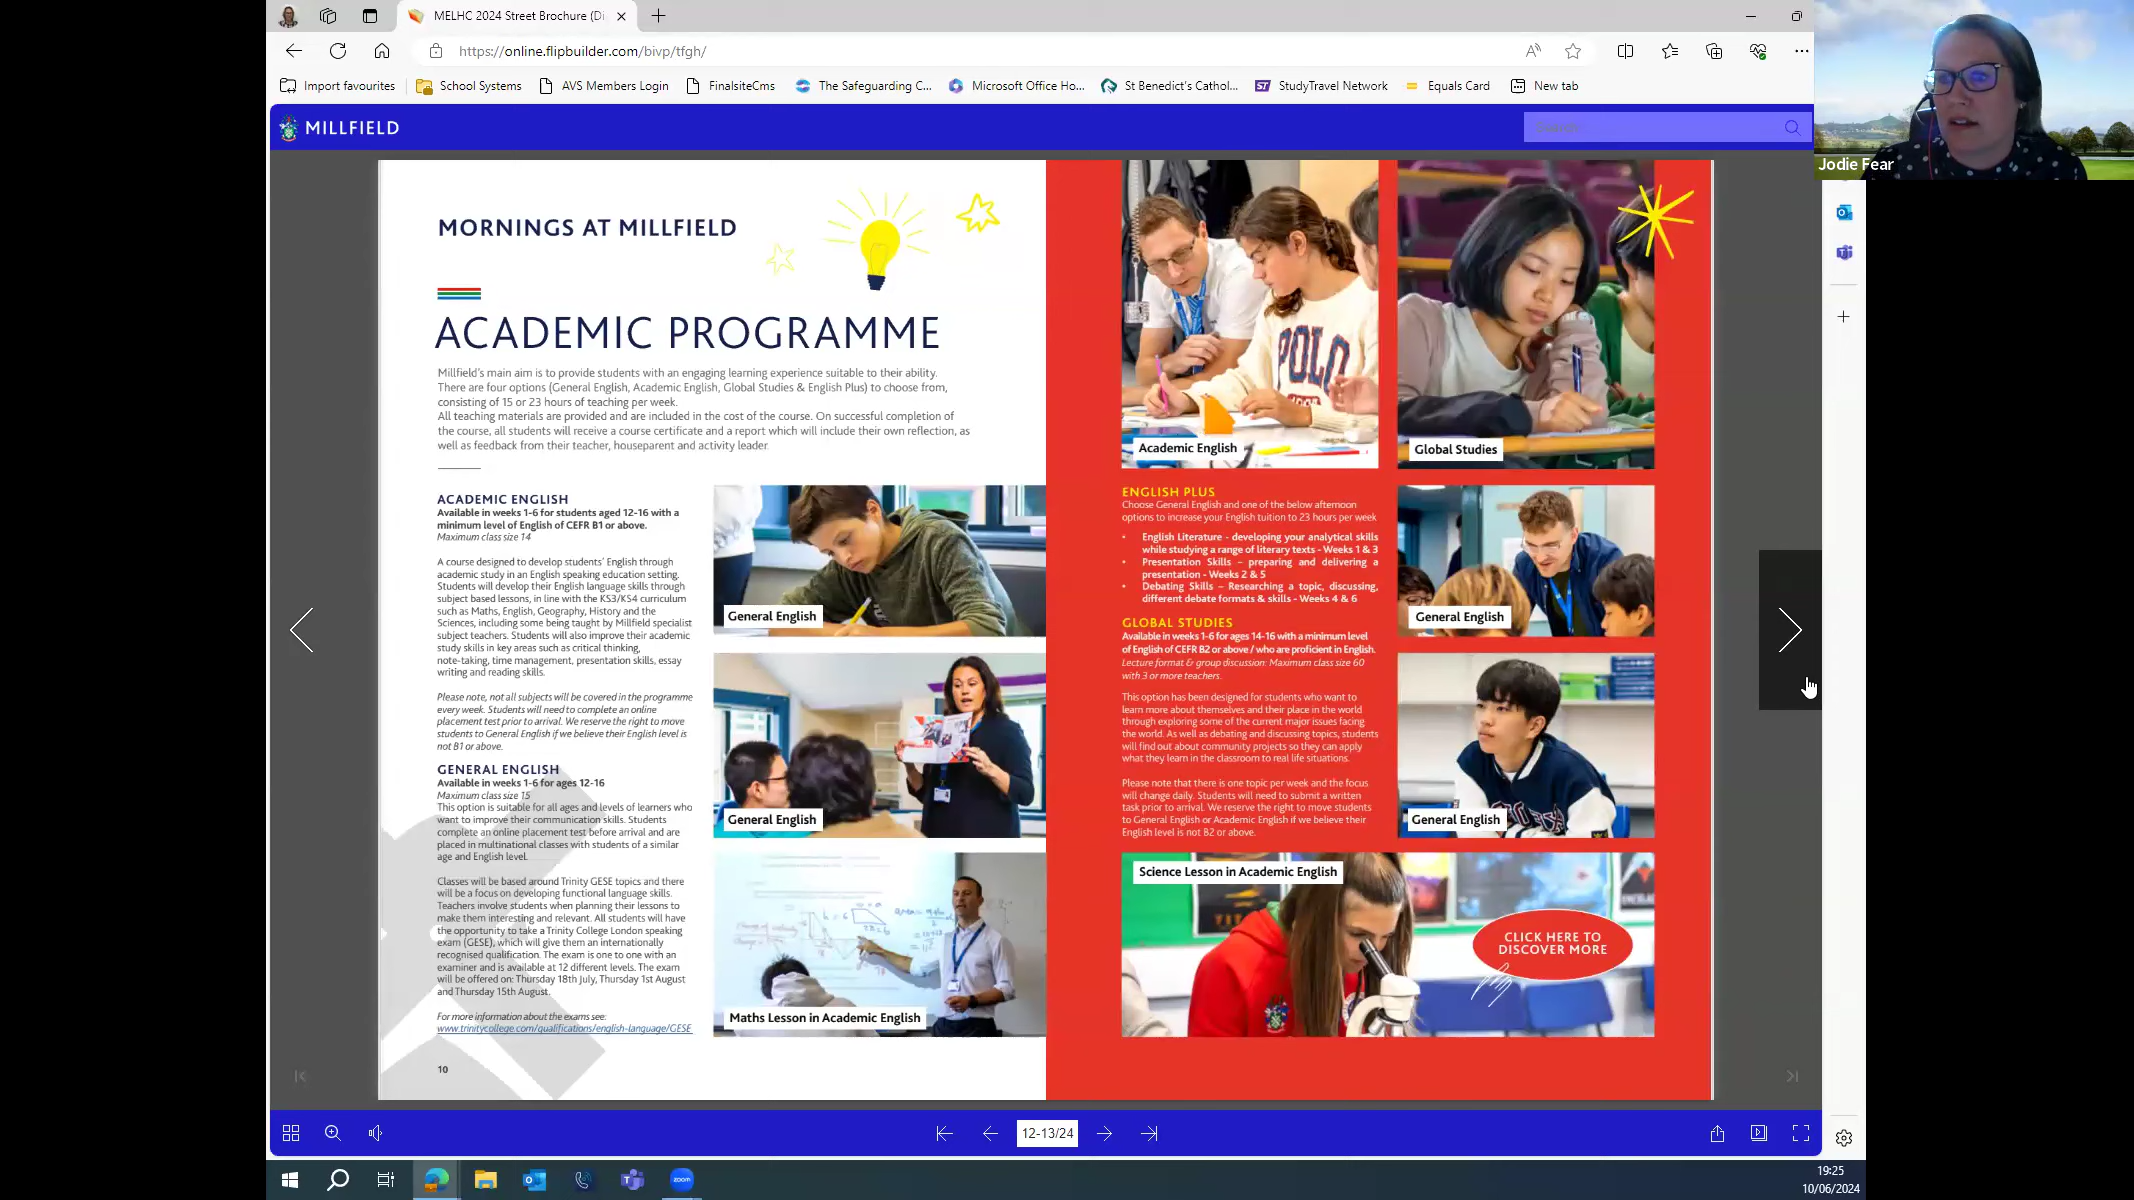 MELHC 2024 Street Brochure (Di
https://online.flipbuilder.com/bivp/tfgh/
Import favourites
School Systems
AVS Members Login
FinalsiteCms
The Safeguarding C...
Microsoft Office Ho...
St Benedict's Cathol...
StudyTravel Network
Equals Card
New tab
MILLFIELD
Jodie Fear
MORNINGS AT MILLFIELD
ACADEMIC PROGRAMME
Millfield's main aim is to provide students with an engaging learning experience suitable to their ability.
There are four options (General English, Academic English, Global Studies & English Plus) to choose from,
consisting of 15 or 23 hours of teaching per week.
All teaching materials are provided and are included in the cost of the course. On successful completion of
the course, all students will receive a course certificate and a report which will include their own reflection, as
well as feedback from their teacher, houseparent and activity leader.
ACADEMIC ENGLISH
Available in weeks 1-6 for students aged 12-16 with a
minimum level of English of CEFR B1 or above.
Maximum class size 14
A course designed to develop students' English through
academic study in an English speaking education setting.
Students will develop their English language skills through
subject based lessons, in line with the KS3/KS4 curriculum
such as Maths, English, Geography, History and the
Sciences, including some being taught by Millfield specialist
subject teachers. Students will also improve their academic
study skills in key areas such as critical thinking,
note-taking, time management, presentation skills, essay
writing and reading skills.
Please note, not all subjects will be covered in the programme
every week. Students will need to complete an online
placement test prior to arrival. We reserve the right to move
students to General English if we believe their English level is
not B1 or above.
GENERAL ENGLISH
Available in weeks 1-6 for ages 12-16
Maximum class size 15
This option is suitable for all ages and levels of learners who
want to improve their communication skills. Students
complete an online placement test before arrival and are
placed in multinational classes with students of a similar
age and English level.
Classes will be based around Trinity GESE topics and there
will be a focus on developing functional language skills.
Teachers involve students when planning their lessons to
make them interesting and relevant. All students will have
the opportunity to take a Trinity College London speaking
exam (GESE), which will give them an internationally
recognised qualification. The exam is one to one with an
examiner and is available at 12 different levels. The exam
will be offered on: Thursday 18th July, Thursday 1st August
and Thursday 15th August.
For more information about the exams see:
www.trinitycollege.com/qualifications/english-language/GESE
10
General English
General English
Maths Lesson in Academic English
POLO
Academic English
Global Studies
ENGLISH PLUS
Choose General English and one of the below afternoon
options to increase your English tuition to 23 hours per week
• English Literature - developing your analytical skills
while studying a range of literary texts - Weeks 1 & 3
• Presentation Skills – preparing and delivering a
presentation - Weeks 2 & 5
• Debating Skills – Researching a topic, discussing,
different debate formats & skills - Weeks 4 & 6
GLOBAL STUDIES
Available in weeks 1-6 for ages 14-16 with a minimum level
of English of CEFR B2 or above / who are proficient in English.
Lecture format & group discussion: Maximum class size 60
with 3 or more teachers.
This option has been designed for students who want to
learn more about themselves and their place in the world
through exploring some of the current major issues facing
the world. As well as debating and discussing topics, students
will find out about community projects so they can apply
what they learn in the classroom to real life situations.
Please note that there is one topic per week and the focus
will change daily. Students will need to submit a written
task prior to arrival. We reserve the right to move students
to General English or Academic English if we believe their
English level is not B2 or above.
General English
General English
Science Lesson in Academic English
CLICK HERE TO
DISCOVER MORE
12-13/24
zoom
19:25
10/06/2024